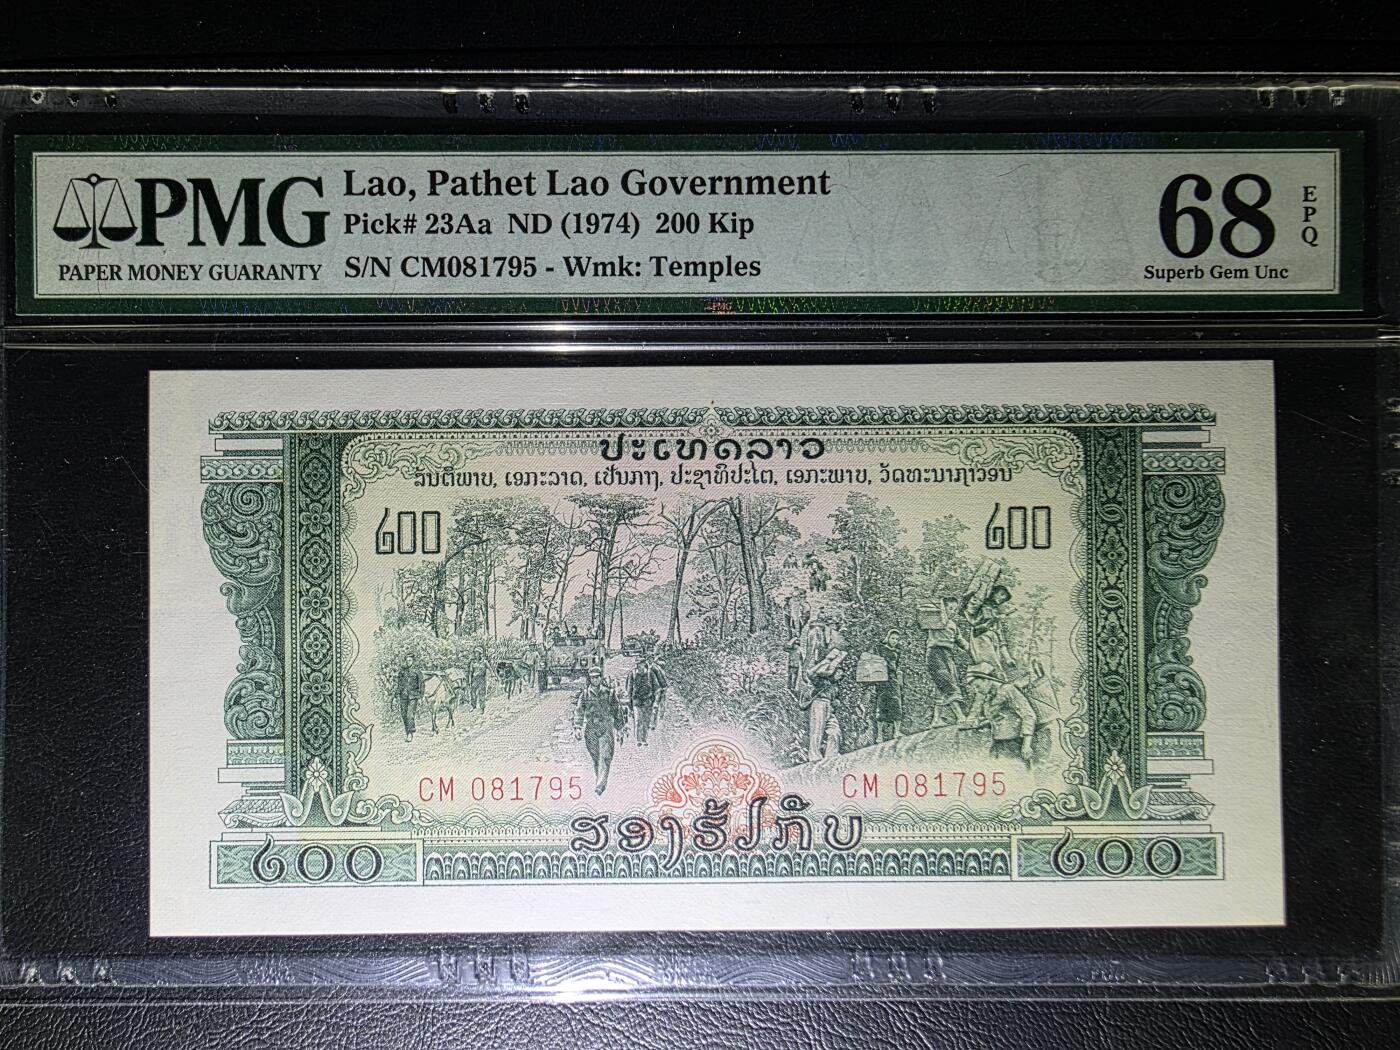 PMG
PAPER MONEY GUARANTY
Lao, Pathet Lao Government
Pick# 23Aa ND (1974) 200 Kip
S/N CM081795 - Wmk: Temples
68
EPQ
Superb Gem Unc
ປະເທດລາວ
ສັນຕິພາບ, ເອກະລາດ, ເປັນກາງ, ປະຊາທິປະໄຕ, ເອກະພາບ, ວັດທະນາຖາວອນ
໒໐໐ ໒໐໐
CM 081795 CM 081795
ສອງຮ້ຽກີບ
໒໐໐ ໒໐໐